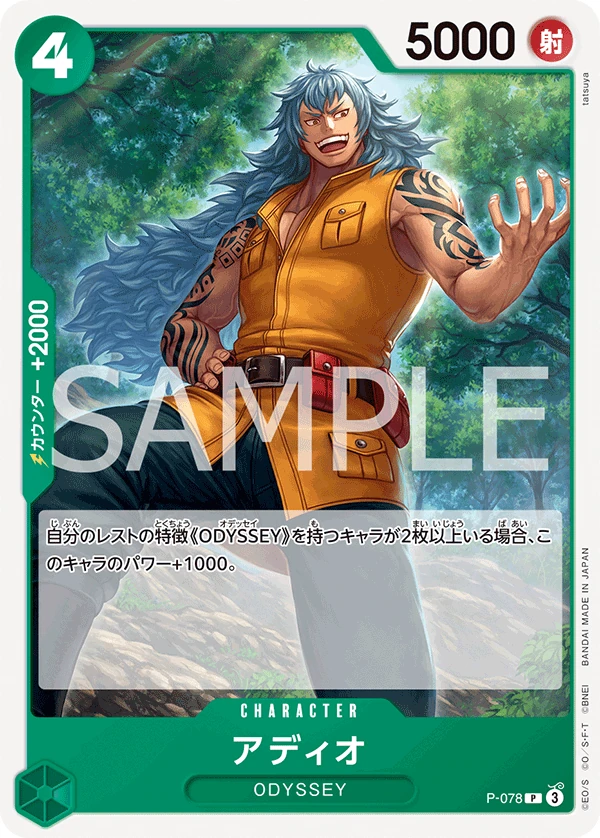 4
5000 射
tatsuya
カウンター +2000
SAMPLE
自分のレストの特徴《ODYSSEY》を持つキャラが2枚以上いる場合、こ
のキャラのパワー+1000。
CHARACTER
アディオ
ODYSSEY
P-078 P 3
©E.O/S ©O/S・F・T ©BNEI BANDAI MADE IN JAPAN